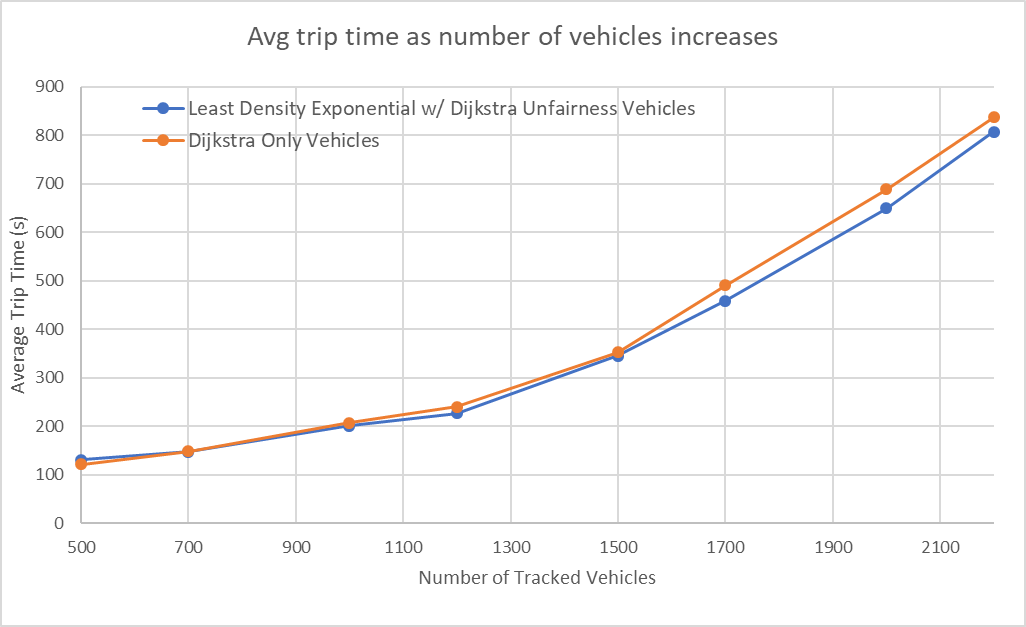 Avg trip time as number of vehicles increases
900
800
700
600
500
400
300
200
100
0
Least Density Exponential w/ Dijkstra Unfairness Vehicles
Dijkstra Only Vehicles
Average Trip Time (s)
500 700 900 1100 1300 1500 1700 1900 2100
Number of Tracked Vehicles